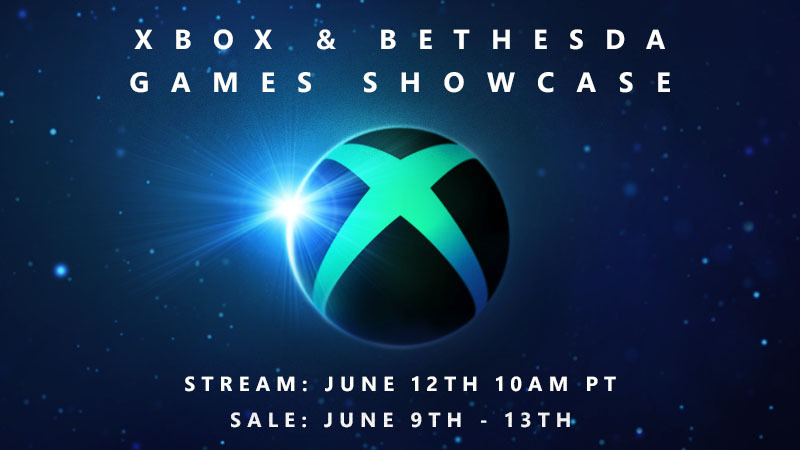 XBOX & BETHESDA
GAMES SHOWCASE
STREAM: JUNE 12TH 10AM PT
SALE: JUNE 9TH - 13TH